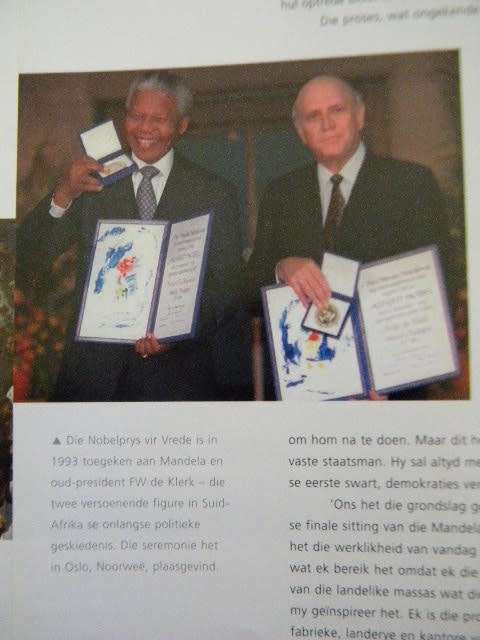 Die proses, wat ongekende
▲ Die Nobelprys vir Vrede is in
1993 toegeken aan Mandela en
oud-president FW de Klerk – die
twee versoenende figure in Suid-
Afrika se onlangse politieke
geskiedenis. Die seremonie het
in Oslo, Noorweë, plaasgevind.
om hom na te doen. Maar dit h
vaste staatsman. Hy sal altyd me
se eerste swart, demokraties ver
'Ons het die grondslag g
se finale sitting van die Mandela
het die werklikheid van vandag
wat ek bereik het omdat ek die
van die landelike massas wat di
my geïnspireer het. Ek is die pro
fabrieke, landerye en kantore